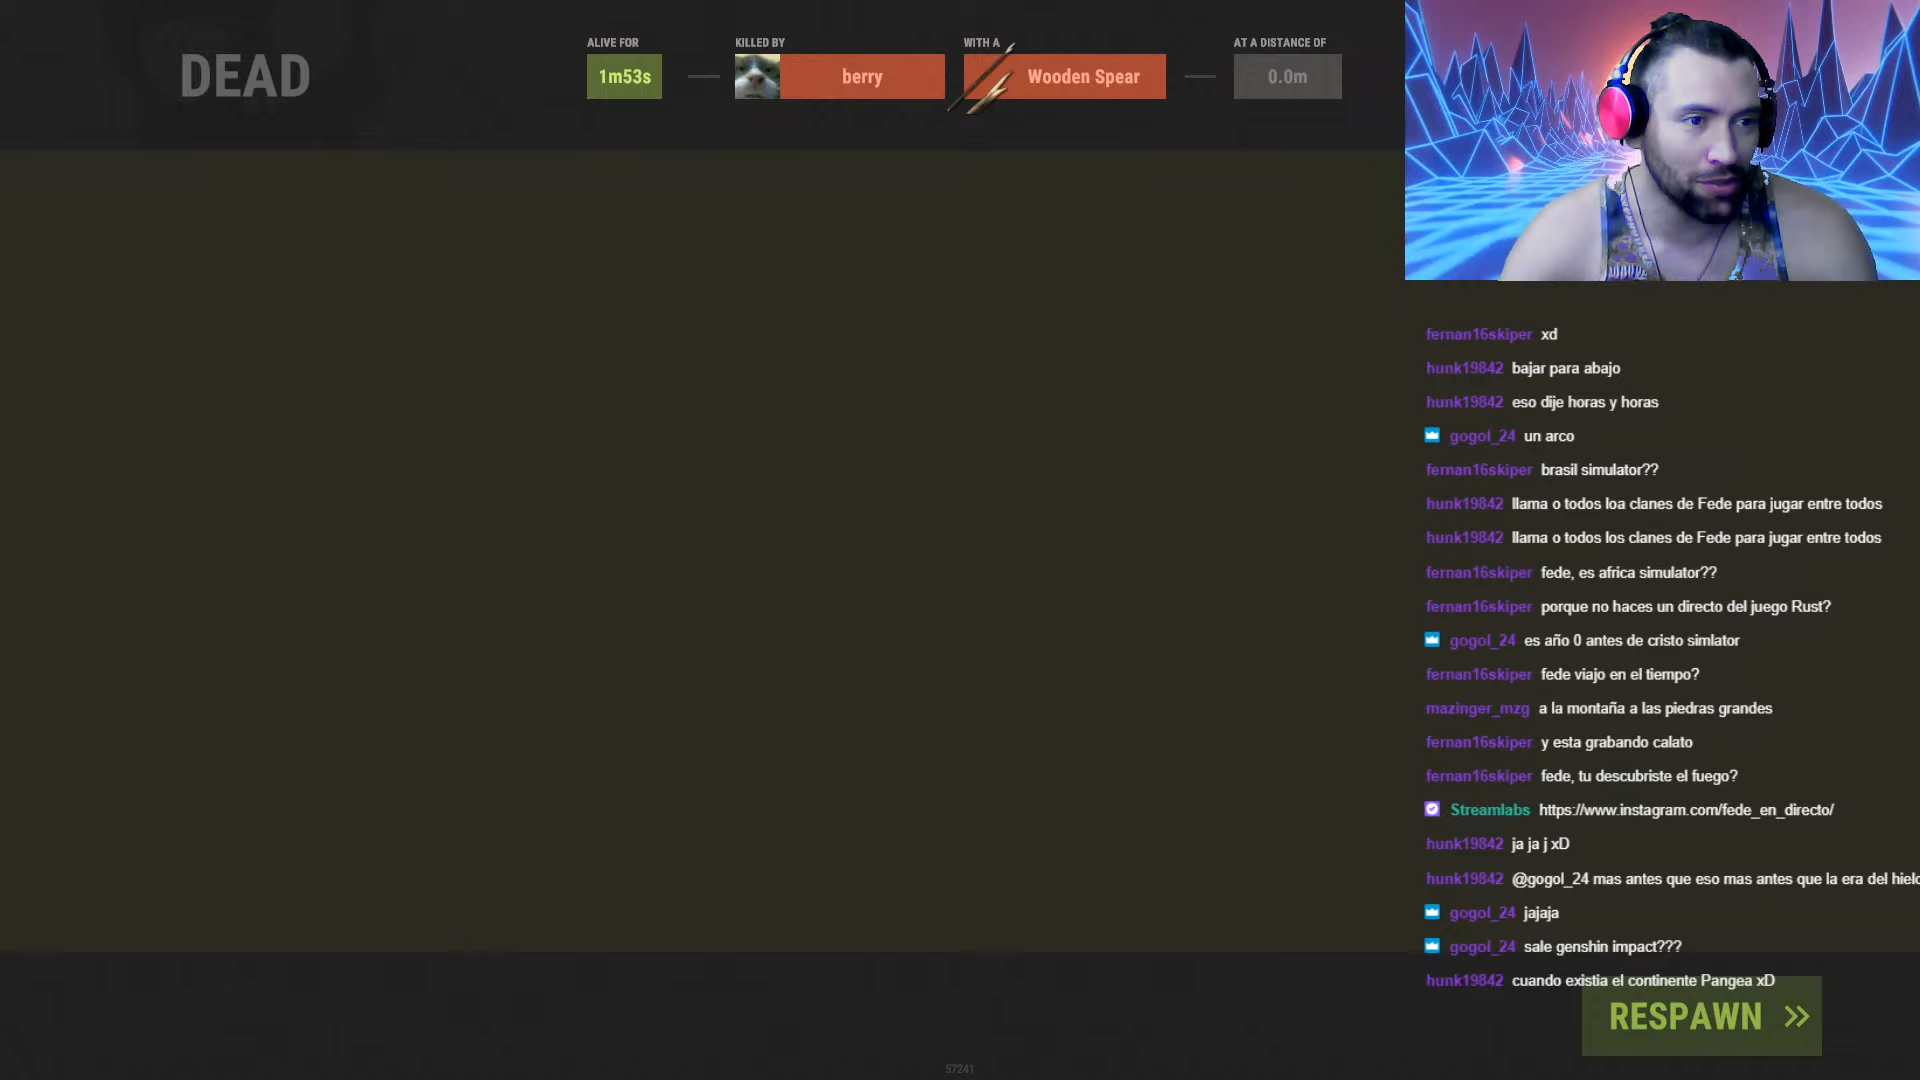 DEAD
ALIVE FOR
1m53s
KILLED BY
berry
WITH A
Wooden Spear
AT A DISTANCE OF
0.0m
fernan16skiper xd
hunk19842 bajar para abajo
hunk19842 eso dije horas y horas
gogol_24 un arco
fernan16skiper brasil simulator??
hunk19842 llama o todos loa clanes de Fede para jugar entre todos
hunk19842 llama o todos los clanes de Fede para jugar entre todos
fernan16skiper fede, es africa simulator??
fernan16skiper porque no haces un directo del juego Rust?
gogol_24 es año 0 antes de cristo simlator
fernan16skiper fede viajo en el tiempo?
mazinger_mzg a la montaña a las piedras grandes
fernan16skiper y esta grabando calato
fernan16skiper fede, tu descubriste el fuego?
Streamlabs https://www.instagram.com/fede_en_directo/
hunk19842 ja ja j xD
hunk19842 @gogol_24 mas antes que eso mas antes que la era del hielo
gogol_24 jajaja
gogol_24 sale genshin impact???
hunk19842 cuando existia el continente Pangea xD
RESPAWN
57241